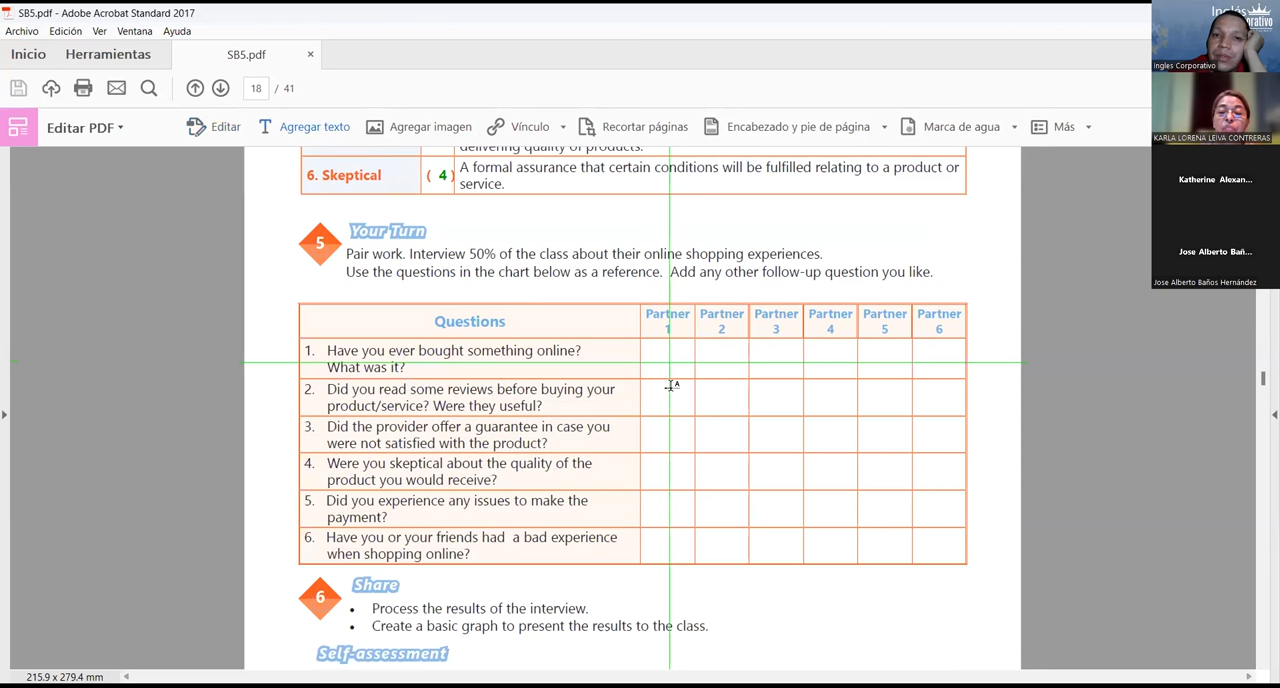 SB5.pdf - Adobe Acrobat Standard 2017
Archivo Edición Ver Ventana Ayuda
Inicio Herramientas SB5.pdf ×
18 / 41
Editar PDF Editar Agregar texto Agregar imagen Vínculo Recortar páginas Encabezado y pie de página Marca de agua Más
Inglés
Ingles Corporativo
KARLA LORENA LEIVA CONTRERAS
Katherine Alexan...
Jose Alberto Bañ...
Jose Alberto Baños Hernández
delivering quality of products.
6. Skeptical ( 4 ) A formal assurance that certain conditions will be fulfilled relating to a product or
service.
5 Your Turn
Pair work. Interview 50% of the class about their online shopping experiences.
Use the questions in the chart below as a reference. Add any other follow-up question you like.
Questions Partner 1 Partner 2 Partner 3 Partner 4 Partner 5 Partner 6
1. Have you ever bought something online?
What was it?
2. Did you read some reviews before buying your
product/service? Were they useful?
3. Did the provider offer a guarantee in case you
were not satisfied with the product?
4. Were you skeptical about the quality of the
product you would receive?
5. Did you experience any issues to make the
payment?
6. Have you or your friends had a bad experience
when shopping online?
6 Share
• Process the results of the interview.
• Create a basic graph to present the results to the class.
Self-assessment
215.9 x 279.4 mm